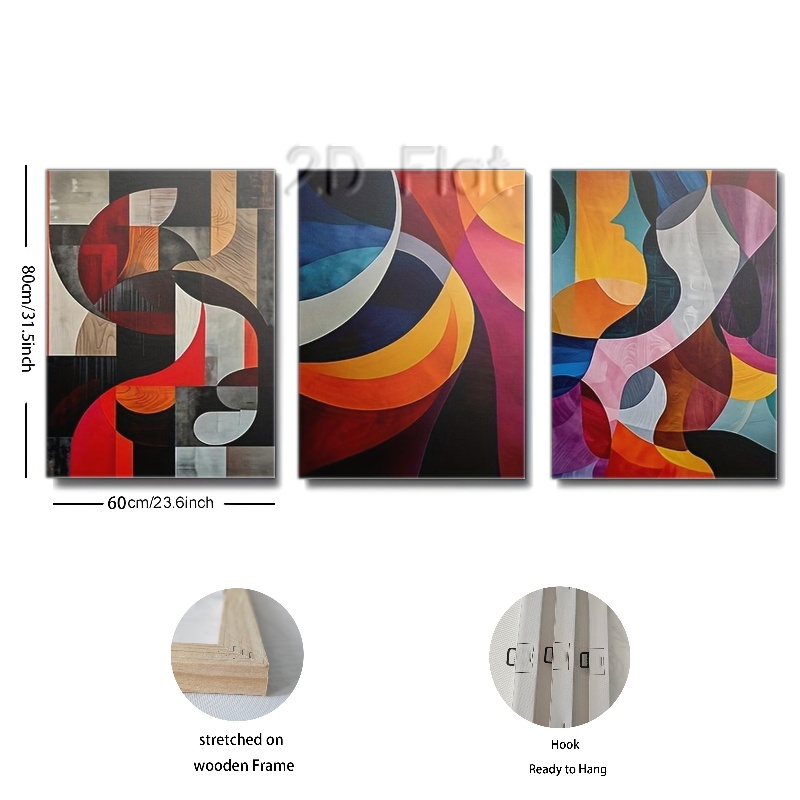 2D Flat
80cm/31.5inch
60cm/23.6inch
stretched on
wooden Frame
Hook
Ready to Hang